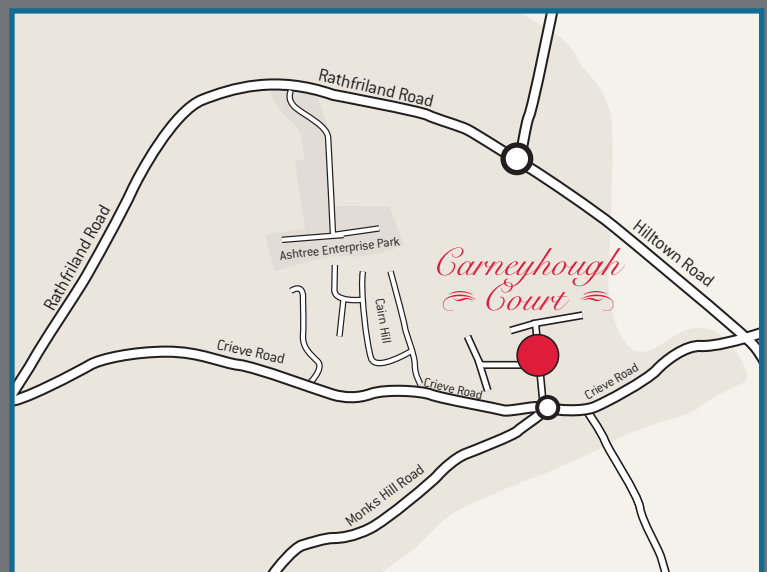 Rathfriland Road
Rathfriland Road
Hilltown Road
Ashtree Enterprise Park
Carneyhough
Court
Cairn Hill
Crieve Road
Crieve Road
Crieve Road
Monks Hill Road